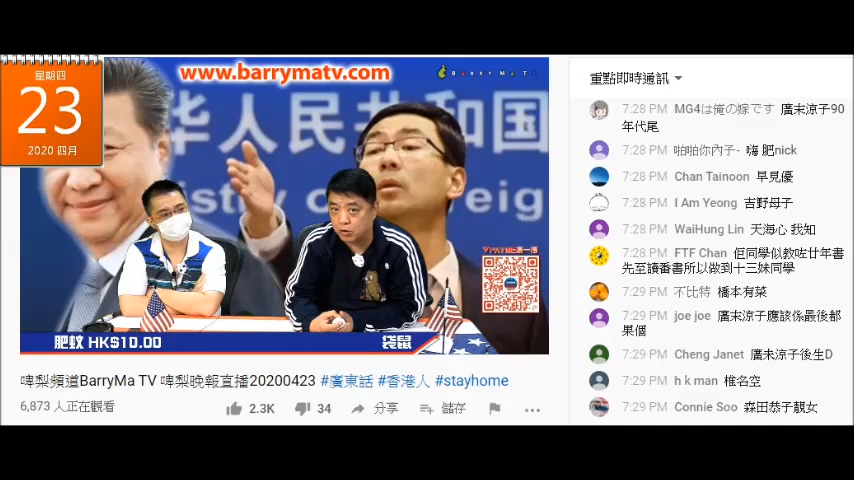 www.barrymatv.com
BARRYMATV
星期四
23
2020 四月
华人民共和国
istry of
eig
PAYME
肥蚊 HK$10.00
袋鼠
啤梨頻道BarryMa TV 啤梨晚報直播20200423 #廣東話 #香港人 #stayhome
6,873 人正在觀看
2.3K
34
分享
儲存
重點即時通訊
7:28 PM MG4は俺の嫁です 廣末涼子90
年代尾
7:28 PM 啪啪你內子- 嗨 肥nick
7:28 PM Chan Tainoon 早見優
7:28 PM I Am Yeong 吉野母子
7:28 PM WaiHung Lin 天海心 我知
7:28 PM FTF Chan 佢同學似教咗廿年書
先至讀番書所以做到十三妹同學
7:29 PM 不比特 橋本有菜
7:29 PM joe joe 廣末涼子應該係最後都
果個
7:29 PM Cheng Janet 廣未涼子後生D
7:29 PM h k man 椎名空
7:29 PM Connie Soo 森田恭子靚女